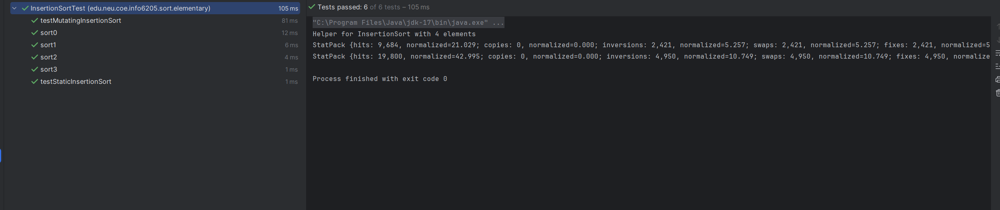 InsertionSortTest (edu.neu.coe.info6205.sort.elementary) 105 ms
testMutatingInsertionSort 81 ms
sort0 12 ms
sort1 6 ms
sort2 4 ms
sort3 1 ms
testStaticInsertionSort 1 ms
Tests passed: 6 of 6 tests – 105 ms
"C:\Program Files\Java\jdk-17\bin\java.exe" ...
Helper for InsertionSort with 4 elements
StatPack {hits: 9,684, normalized=21.029; copies: 0, normalized=0.000; inversions: 2,421, normalized=5.257; swaps: 2,421, normalized=5.257; fixes: 2,421, normalized=5
StatPack {hits: 19,800, normalized=42.995; copies: 0, normalized=0.000; inversions: 4,950, normalized=10.749; swaps: 4,950, normalized=10.749; fixes: 4,950, normalize
Process finished with exit code 0